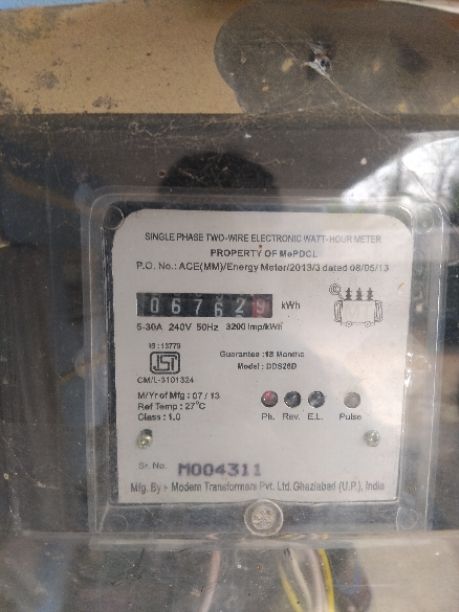 SINGLE PHASE TWO-WIRE ELECTRONIC WATT-HOUR METER
PROPERTY OF MePDCL
P.O. No.: ACE(MM)/Energy Meter/2013/3 dated 08/05/13
067629 kWh
5-30A 240V 50Hz 3200 Imp/kWh
IS:13779
Guarantee :18 Months
Model : DDS28D
CM/L-3101324
M/Yr of Mfg : 07 / 13
Ref Temp : 27°C
Class : 1.0
Ph. Rev. E.L. Pulse
Sr. No. M004311
Mfg. By :- Modern Transformers Pvt. Ltd. Ghaziabad (U.P.), India